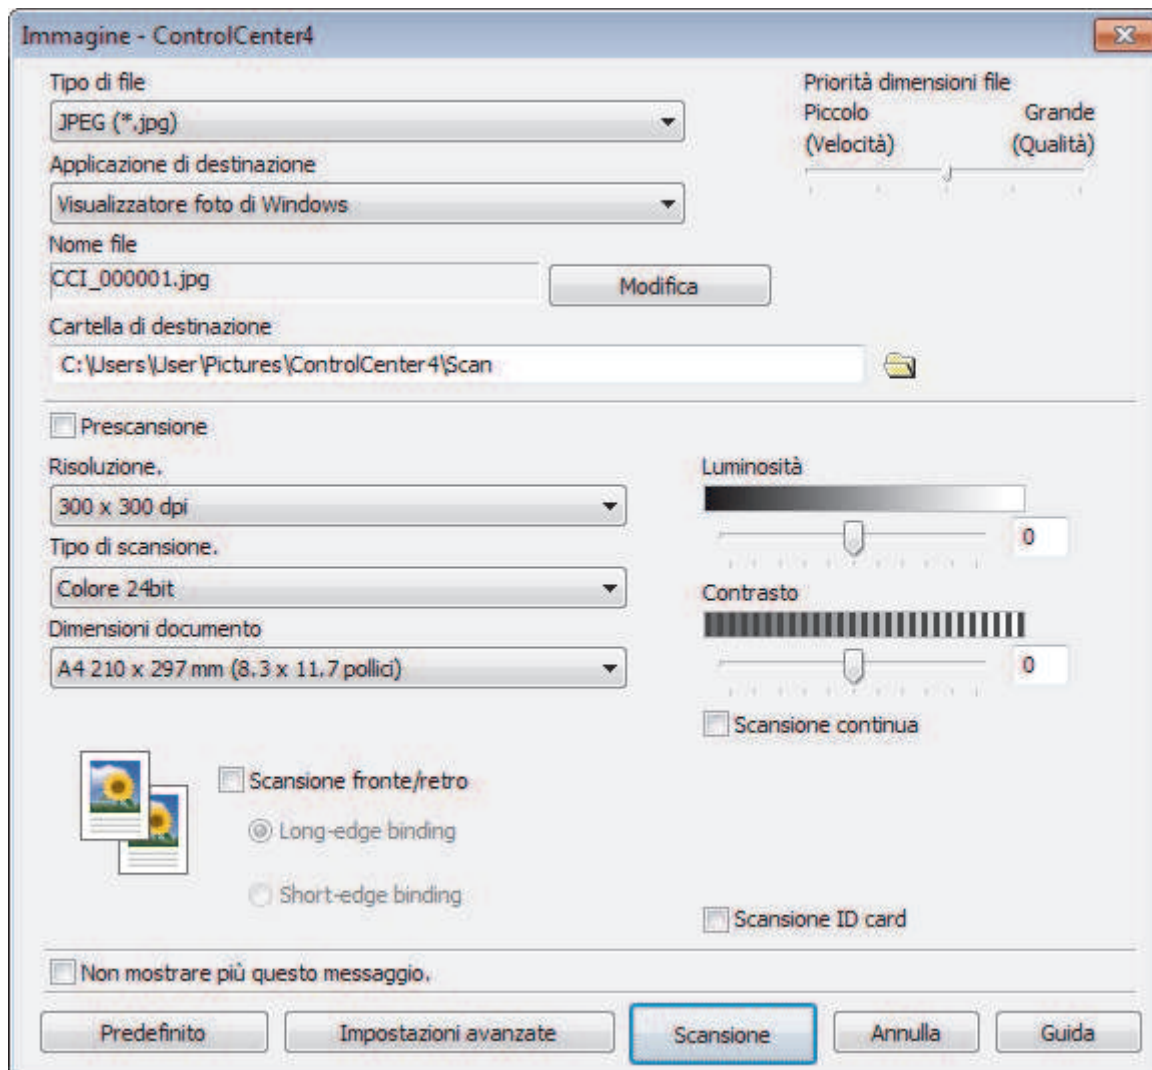 Immagine - ControlCenter4
Tipo di file
JPEG (*.jpg)
Applicazione di destinazione
Visualizzatore foto di Windows
Nome file
CCI_000001.jpg
Modifica
Cartella di destinazione
C:\Users\User\Pictures\ControlCenter4\Scan
Priorità dimensioni file
Piccolo Grande
(Velocità) (Qualità)
Prescansione
Risoluzione.
300 x 300 dpi
Tipo di scansione.
Colore 24bit
Dimensioni documento
A4 210 x 297 mm (8.3 x 11.7 pollici)
Luminosità
0
Contrasto
0
Scansione continua
Scansione fronte/retro
Long-edge binding
Short-edge binding
Scansione ID card
Non mostrare più questo messaggio.
Predefinito Impostazioni avanzate Scansione Annulla Guida